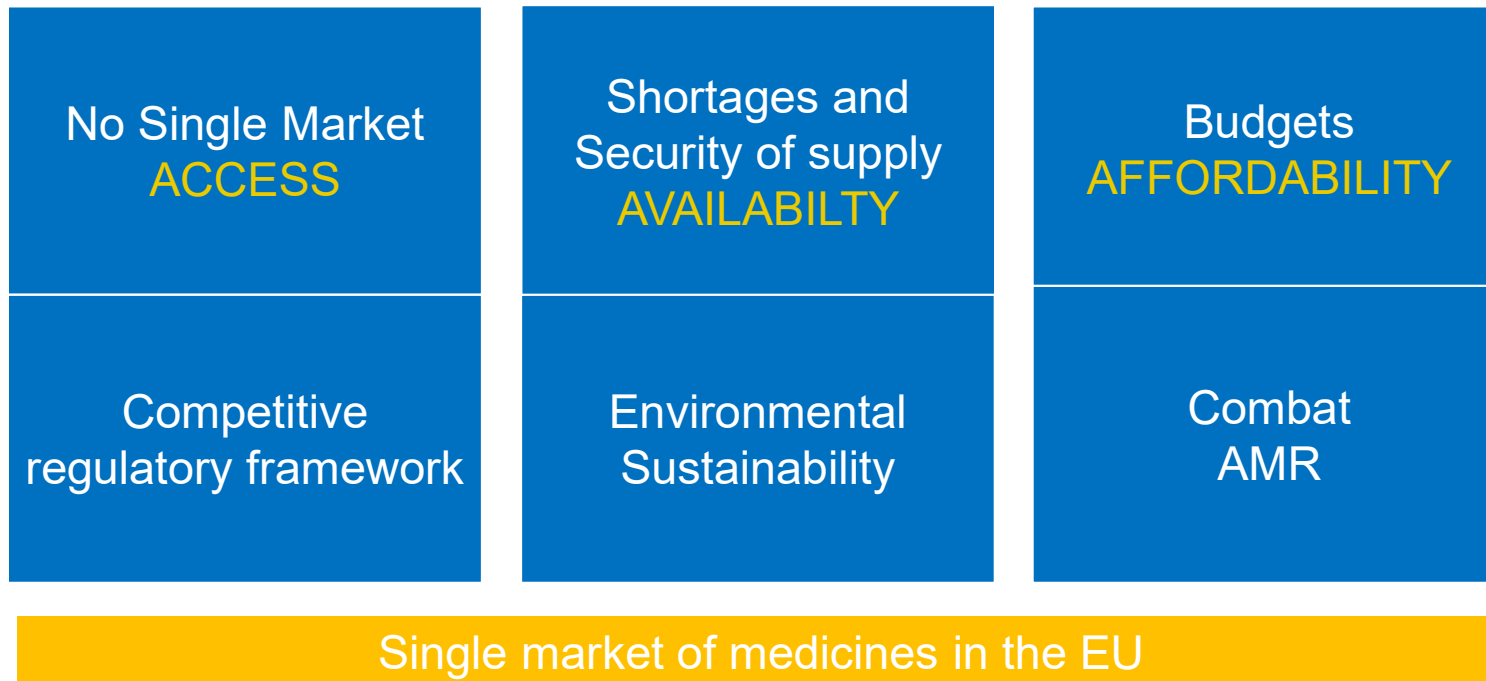 No Single Market
ACCESS
Shortages and
Security of supply
AVAILABILTY
Budgets
AFFORDABILITY
Competitive
regulatory framework
Environmental
Sustainability
Combat
AMR
Single market of medicines in the EU